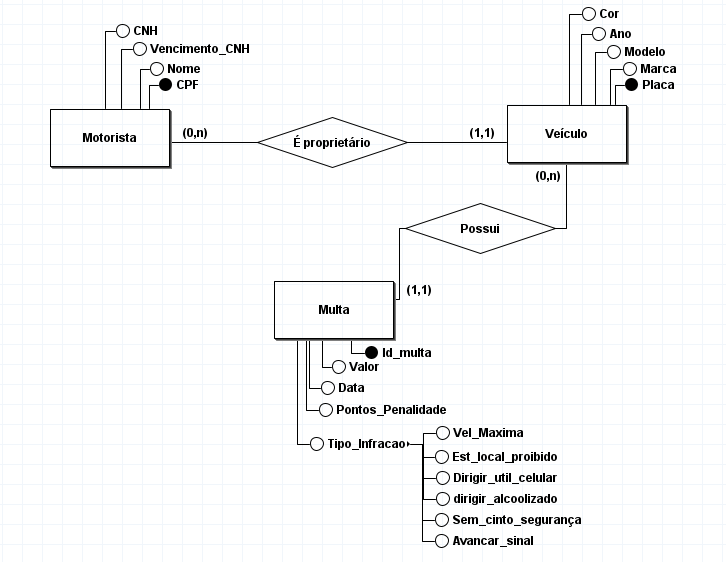 CNH
Vencimento_CNH
Nome
CPF
Motorista
(0,n)
É proprietário
(1,1)
Cor
Ano
Modelo
Marca
Placa
Veículo
(0,n)
Possui
(1,1)
Multa
Id_multa
Valor
Data
Pontos_Penalidade
Tipo_Infracao
Vel_Maxima
Est_local_proibido
Dirigir_util_celular
dirigir_alcoolizado
Sem_cinto_segurança
Avancar_sinal